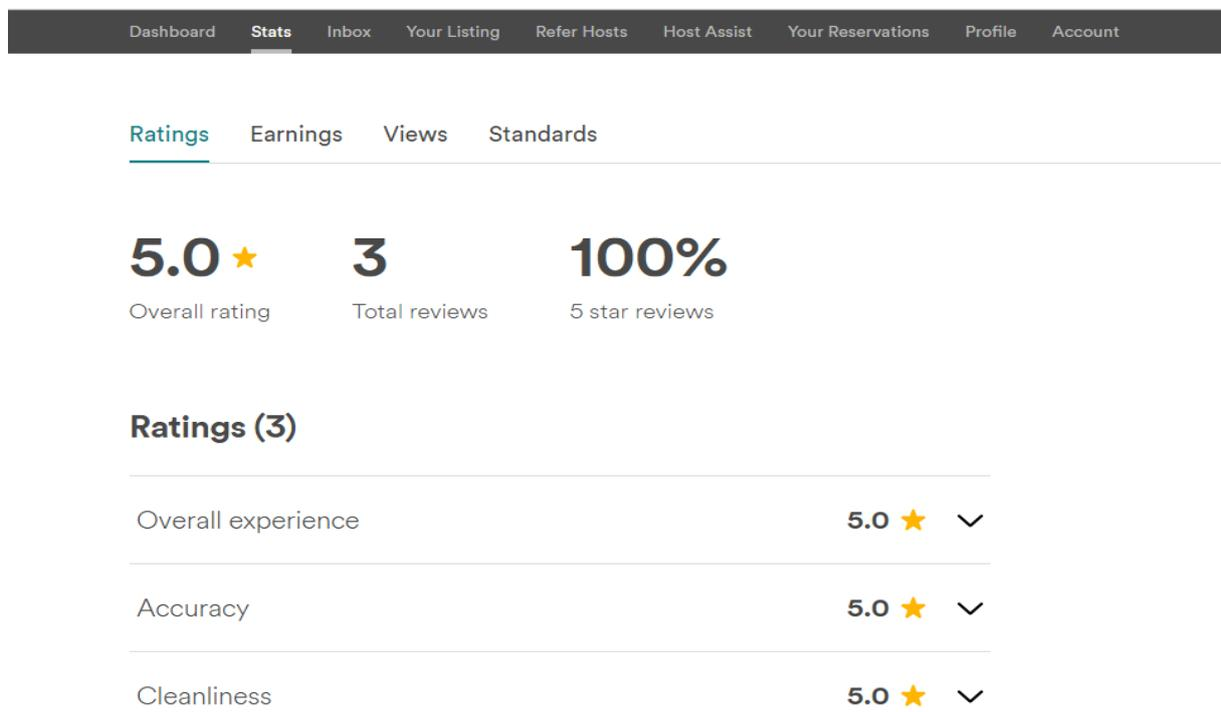 Dashboard Stats Inbox Your Listing Refer Hosts Host Assist Your Reservations Profile Account
Ratings Earnings Views Standards
5.0 3 100%
Overall rating Total reviews 5 star reviews
Ratings (3)
Overall experience 5.0
Accuracy 5.0
Cleanliness 5.0